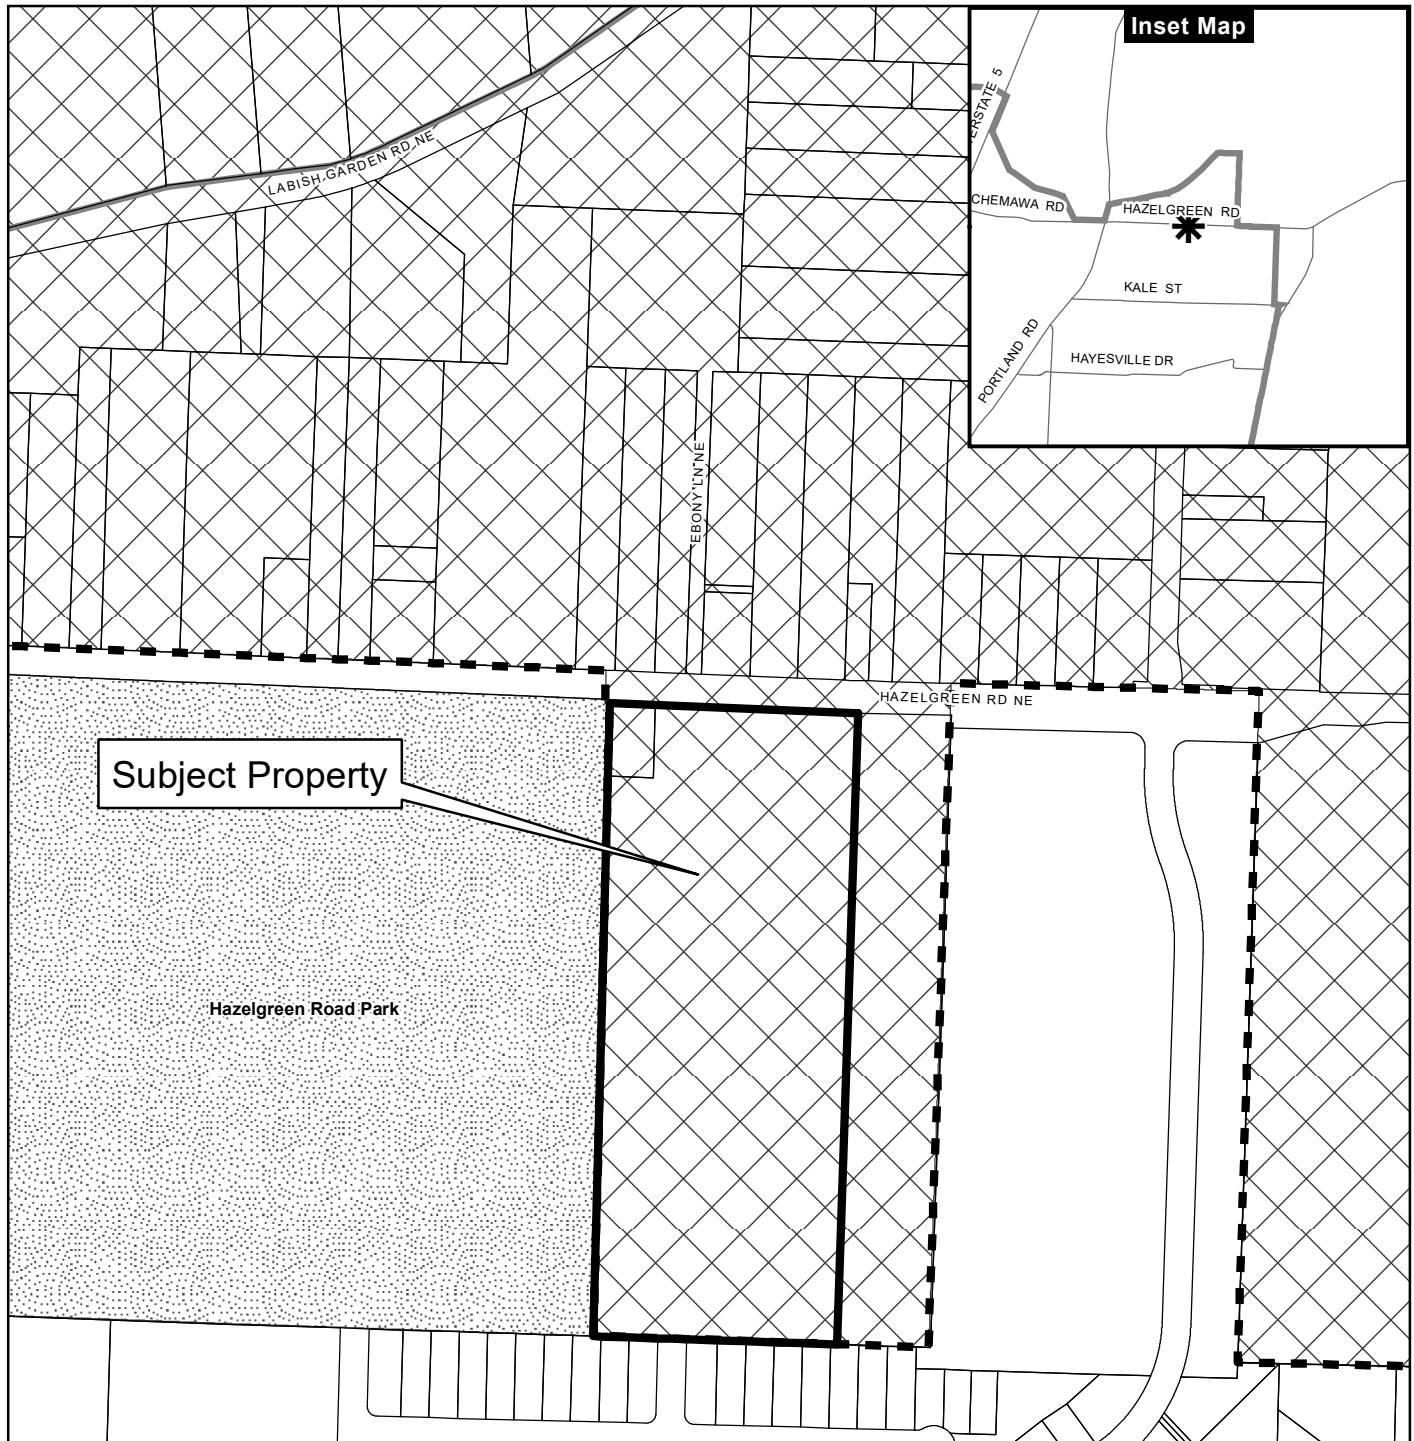 Inset Map
ERSTATE 5
CHEMAWA RD
HAZELGREEN RD
KALE ST
PORTLAND RD
HAYESVILLE DR
LABISH GARDEN RD NE
EBONY LN NE
HAZELGREEN RD NE
Subject Property
Hazelgreen Road Park